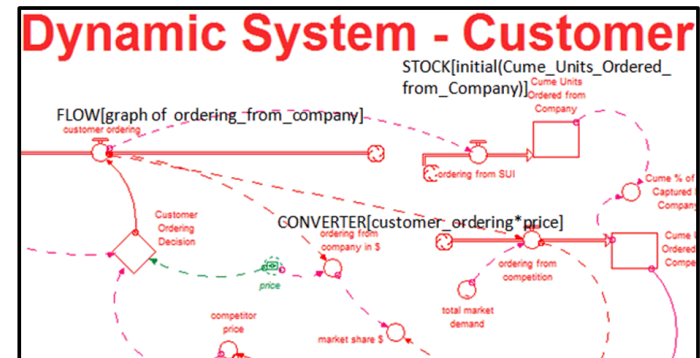 Dynamic System - Customer
STOCK[initial(Cume_Units_Ordered_
from_Company)]
Cume Units
Ordered from
Company
FLOW[graph of ordering_from_company]
customer ordering
ordering from SUI
Cume % of
Captured
Company
Customer
Ordering
Decision
CONVERTER[customer_ordering*price]
ordering from
company in $
price
ordering from
competition
Cume
Ordered
Compe
total market
demand
competitor
price
market share $